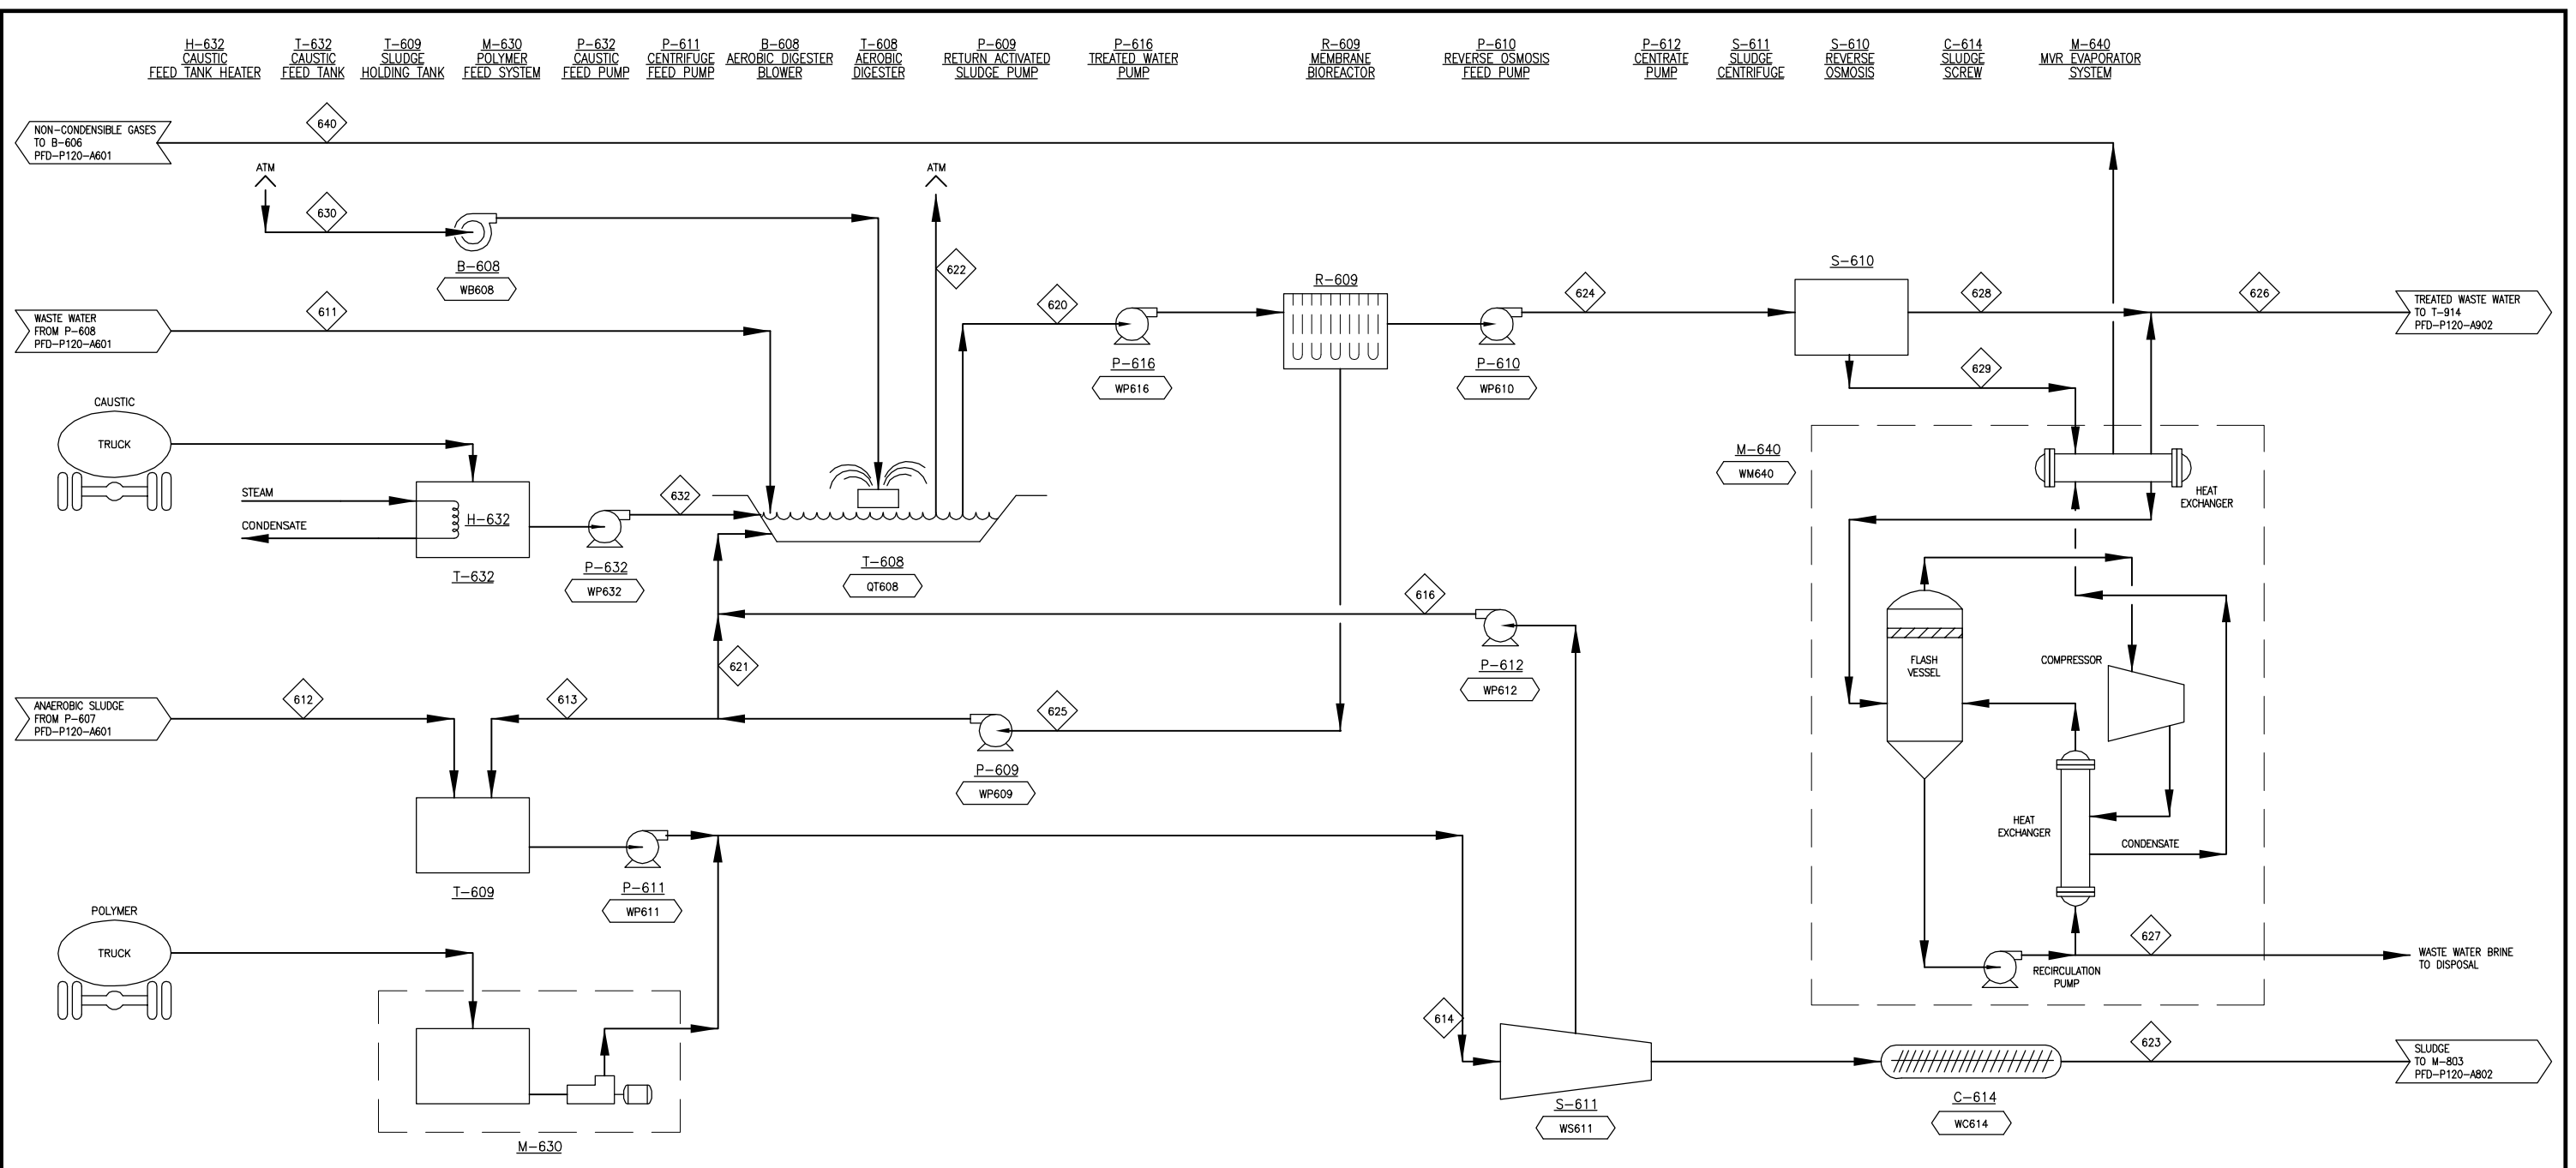 H-632
CAUSTIC
FEED TANK HEATER
T-632
CAUSTIC
FEED TANK
T-609
SLUDGE
HOLDING TANK
M-630
POLYMER
FEED SYSTEM
P-632
CAUSTIC
FEED PUMP
P-611
CENTRIFUGE
FEED PUMP
B-608
AEROBIC DIGESTER
BLOWER
T-608
AEROBIC
DIGESTER
P-609
RETURN ACTIVATED
SLUDGE PUMP
P-616
TREATED WATER
PUMP
R-609
MEMBRANE
BIOREACTOR
P-610
REVERSE OSMOSIS
FEED PUMP
P-612
CENTRATE
PUMP
S-611
SLUDGE
CENTRIFUGE
S-610
REVERSE
OSMOSIS
C-614
SLUDGE
SCREW
M-640
MVR EVAPORATOR
SYSTEM
NON-CONDENSIBLE GASES
TO B-606
PFD-P120-A601
640
ATM
630
B-608
WB608
ATM
622
WASTE WATER
FROM P-608
PFD-P120-A601
611
620
P-616
WP616
R-609
P-610
WP610
624
S-610
628
626
TREATED WASTE WATER
TO T-914
PFD-P120-A902
629
CAUSTIC
TRUCK
STEAM
CONDENSATE
H-632
T-632
P-632
WP632
632
T-608
QT608
M-640
WM640
HEAT
EXCHANGER
616
P-612
WP612
621
FLASH
VESSEL
COMPRESSOR
ANAEROBIC SLUDGE
FROM P-607
PFD-P120-A601
612
613
625
P-609
WP609
T-609
P-611
WP611
HEAT
EXCHANGER
CONDENSATE
POLYMER
TRUCK
M-630
RECIRCULATION
PUMP
627
WASTE WATER BRINE
TO DISPOSAL
614
S-611
WS611
C-614
WC614
623
SLUDGE
TO M-803
PFD-P120-A802